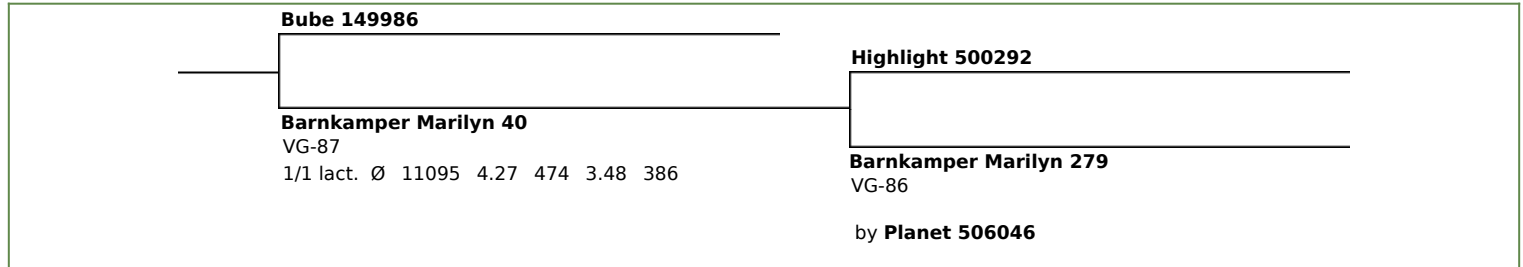 Bube 149986
Barnkamper Marilyn 40
VG-87
1/1 lact. Ø 11095 4.27 474 3.48 386
Highlight 500292
Barnkamper Marilyn 279
VG-86
by Planet 506046